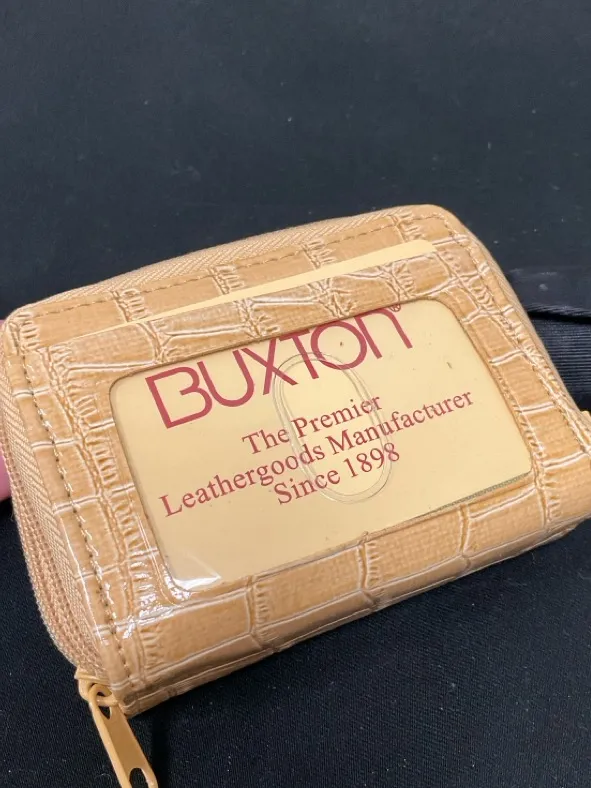 BUXTON®
The Premier
Leathergoods Manufacturer
Since 1898